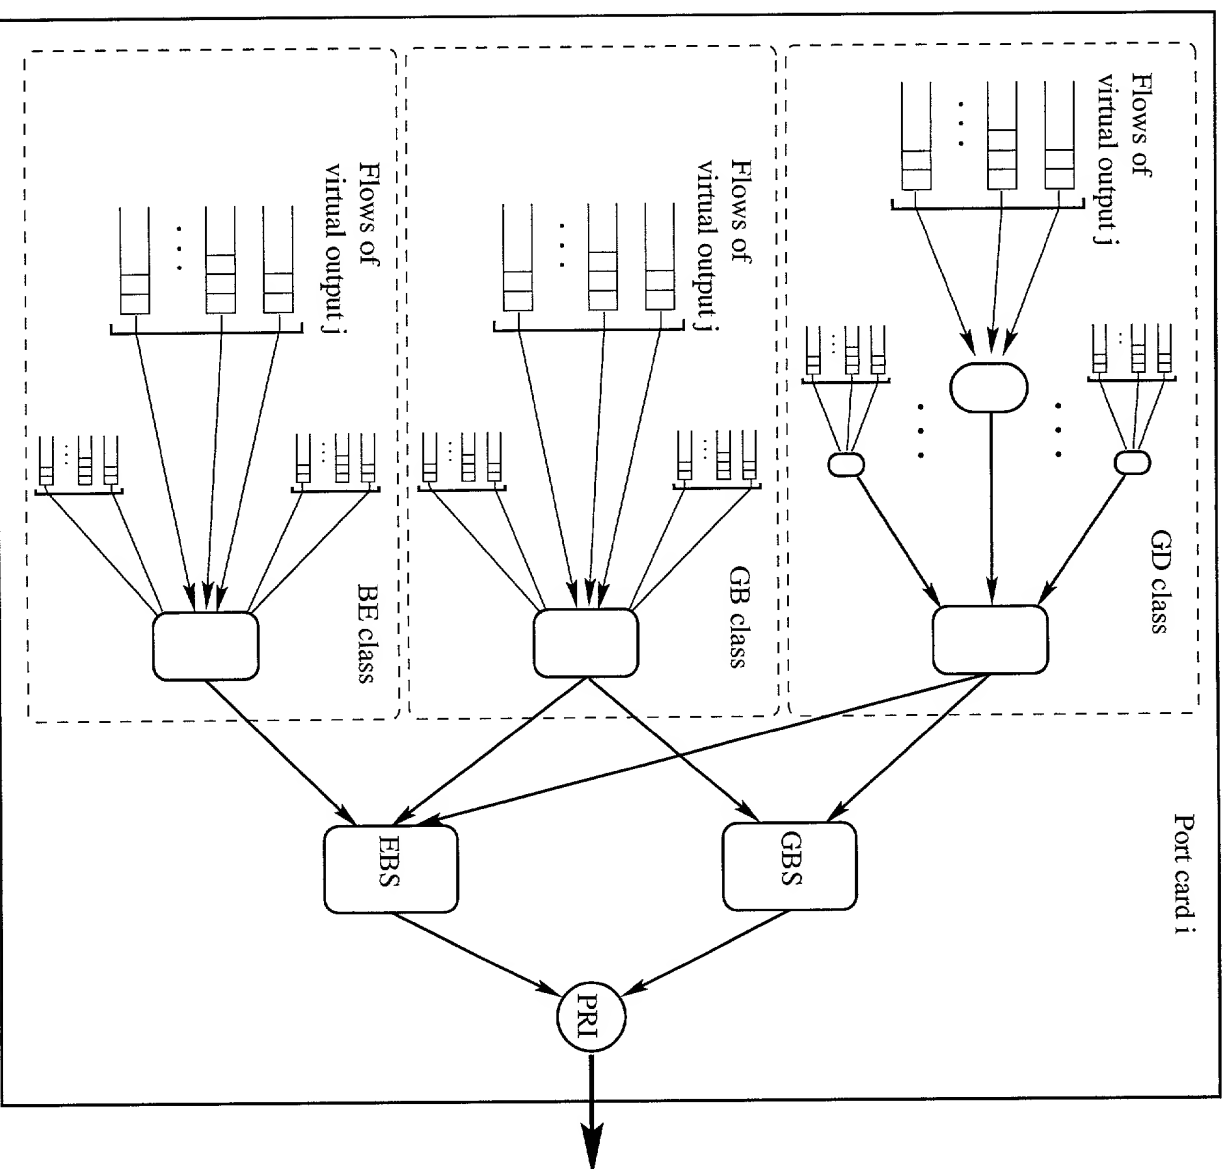 Port card i
Flows of
virtual output j
GD class
Flows of
virtual output j
GB class
Flows of
virtual output j
BE class
GBS
EBS
PRI